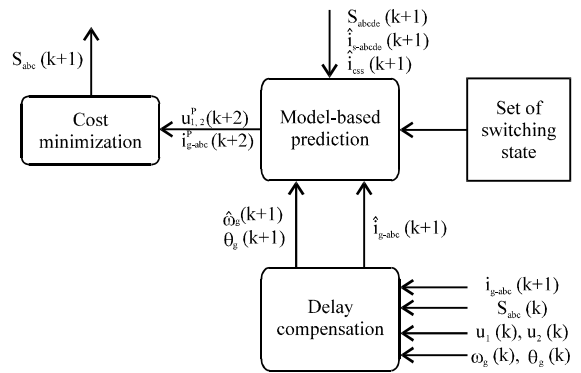 S_abcde (k+1)
î_s-abcde (k+1)
î_css (k+1)
S_abc (k+1)
Cost
minimization
u^P_1, 2 (k+2)
i^P_g-abc (k+2)
Model-based
prediction
Set of
switching
state
ω̂_g (k+1)
θ_g (k+1)
î_g-abc (k+1)
Delay
compensation
i_g-abc (k+1)
S_abc (k)
u_1 (k), u_2 (k)
ω_g (k), θ_g (k)